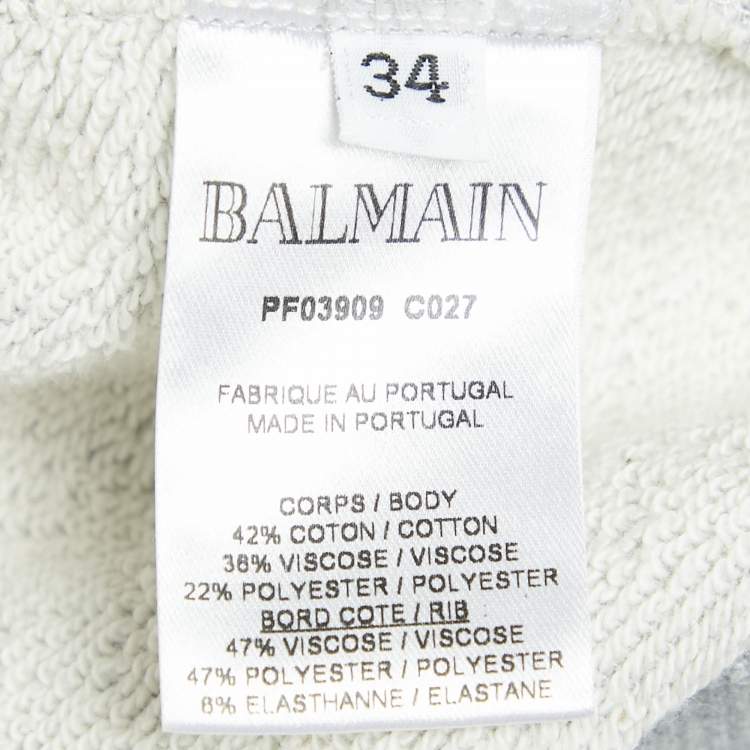 34
BALMAIN
PF03909 C027
FABRIQUE AU PORTUGAL
MADE IN PORTUGAL
CORPS / BODY
42% COTON / COTTON
36% VISCOSE / VISCOSE
22% POLYESTER / POLYESTER
BORD COTE / RIB
47% VISCOSE / VISCOSE
47% POLYESTER / POLYESTER
6% ELASTHANNE / ELASTANE